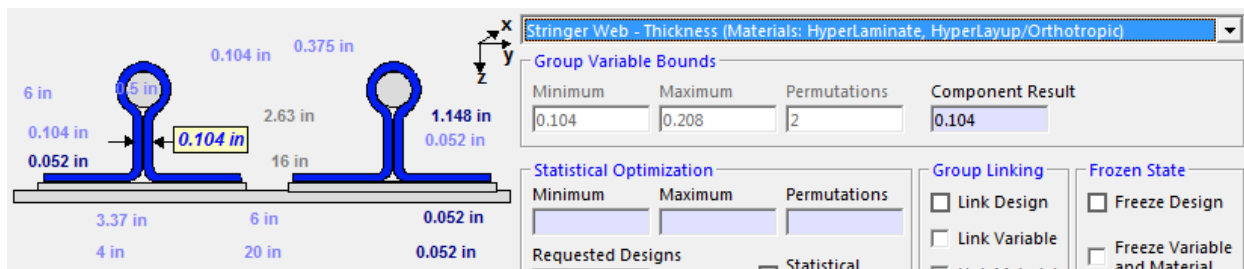 x
y
z
0.104 in
0.375 in
6 in
0.5 in
2.63 in
1.148 in
0.104 in
0.104 in
0.052 in
0.052 in
16 in
3.37 in
6 in
0.052 in
4 in
20 in
0.052 in
Stringer Web - Thickness (Materials: HyperLaminate, HyperLayup/Orthotropic)
Group Variable Bounds
Minimum Maximum Permutations Component Result
0.104 0.208 2 0.104
Statistical Optimization
Minimum Maximum Permutations
Requested Designs
Statistical
Group Linking
Link Design
Link Variable
Frozen State
Freeze Design
Freeze Variable
and Material